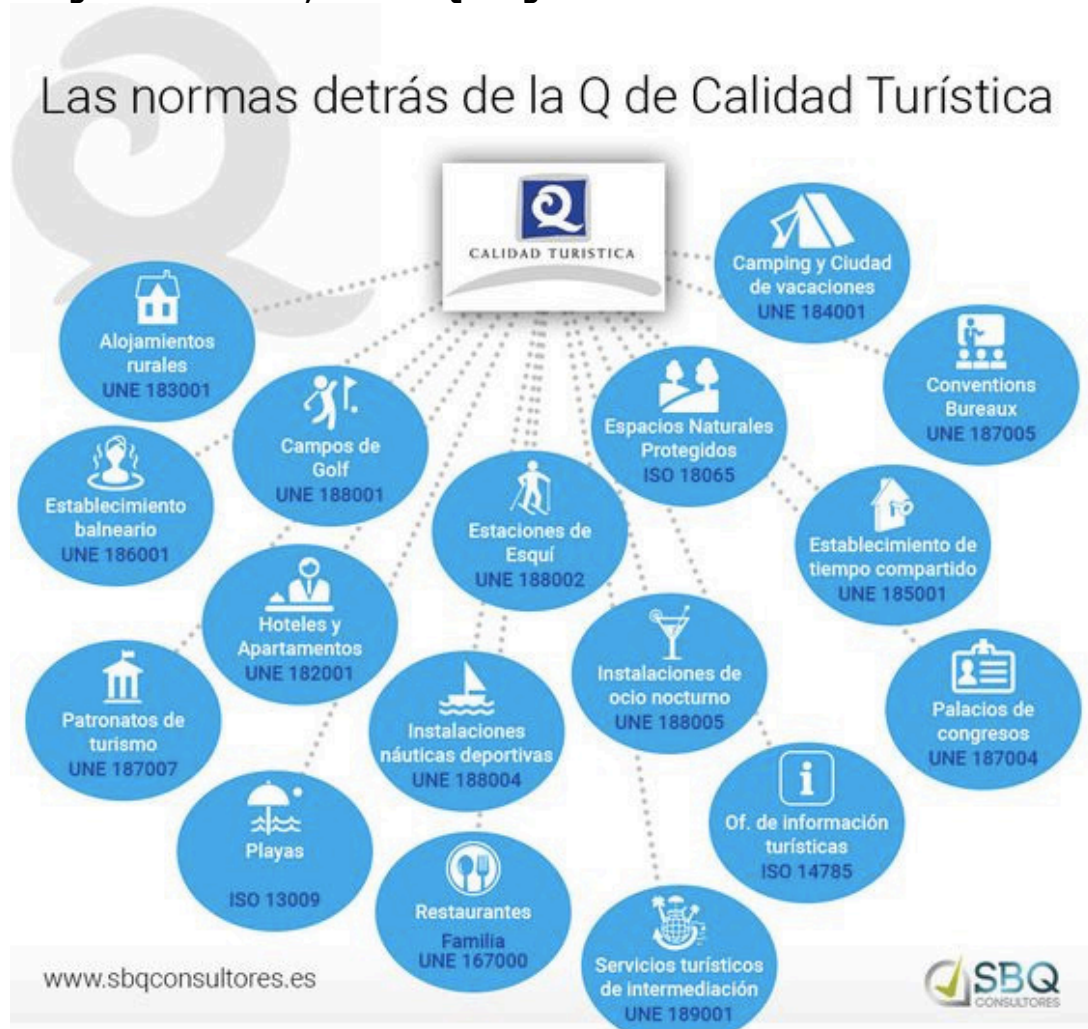 Las normas detrás de la Q de Calidad Turística
Q
CALIDAD TURISTICA
Camping y Ciudad
de vacaciones
UNE 184001
Alojamientos
rurales
UNE 183001
Conventions
Bureaux
UNE 187005
Campos de
Golf
UNE 188001
Espacios Naturales
Protegidos
ISO 18065
Establecimiento
balneario
UNE 186001
Estaciones de
Esquí
UNE 188002
Establecimiento de
tiempo compartido
UNE 185001
Hoteles y
Apartamentos
UNE 182001
Instalaciones de
ocio nocturno
UNE 188005
Patronatos de
turismo
UNE 187007
Instalaciones
náuticas deportivas
UNE 188004
Palacios de
congresos
UNE 187004
Playas
ISO 13009
i
Of. de información
turísticas
ISO 14785
Restaurantes
Familia
UNE 167000
Servicios turísticos
de intermediación
UNE 189001
www.sbqconsultores.es
SBQ
CONSULTORES